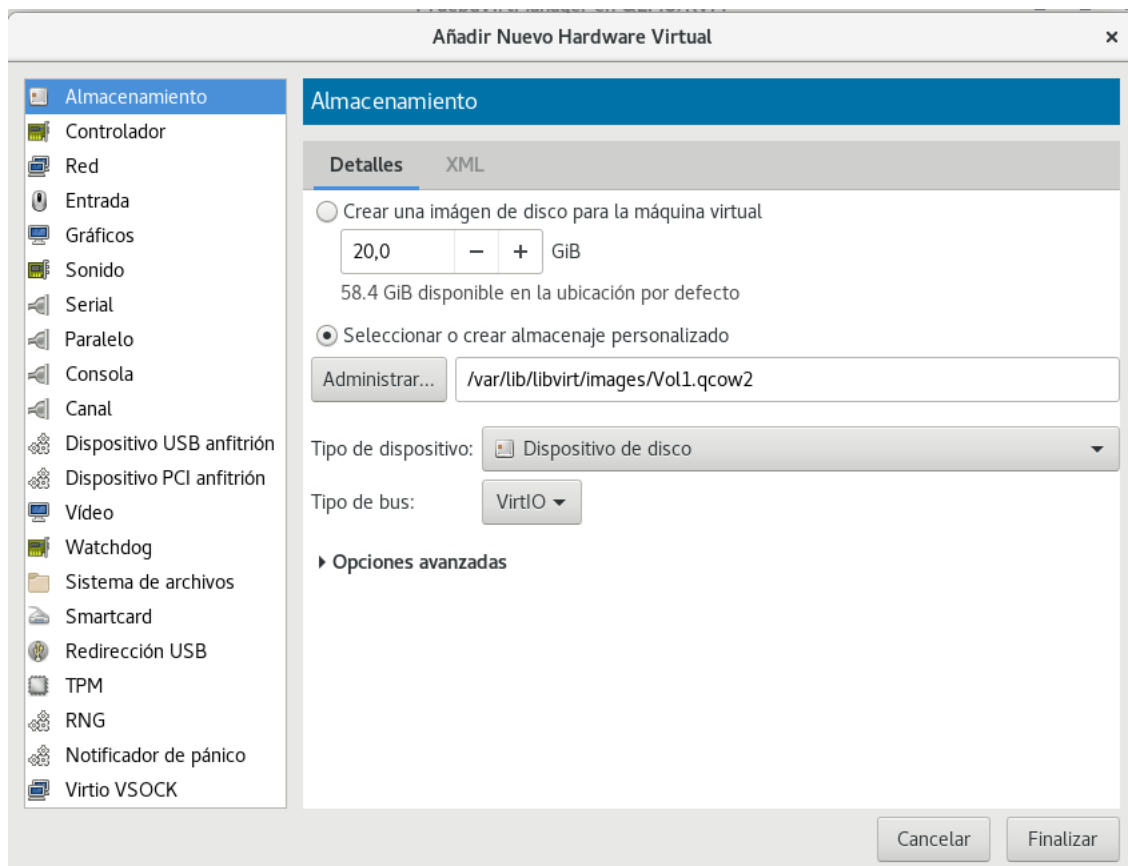 Añadir Nuevo Hardware Virtual
Almacenamiento
Controlador
Red
Entrada
Gráficos
Sonido
Serial
Paralelo
Consola
Canal
Dispositivo USB anfitrión
Dispositivo PCI anfitrión
Vídeo
Watchdog
Sistema de archivos
Smartcard
Redirección USB
TPM
RNG
Notificador de pánico
Virtio VSOCK
Almacenamiento
Detalles XML
Crear una imágen de disco para la máquina virtual
20,0 − + GiB
58.4 GiB disponible en la ubicación por defecto
Seleccionar o crear almacenaje personalizado
Administrar... /var/lib/libvirt/images/Vol1.qcow2
Tipo de dispositivo: Dispositivo de disco
Tipo de bus: VirtIO
Opciones avanzadas
Cancelar Finalizar